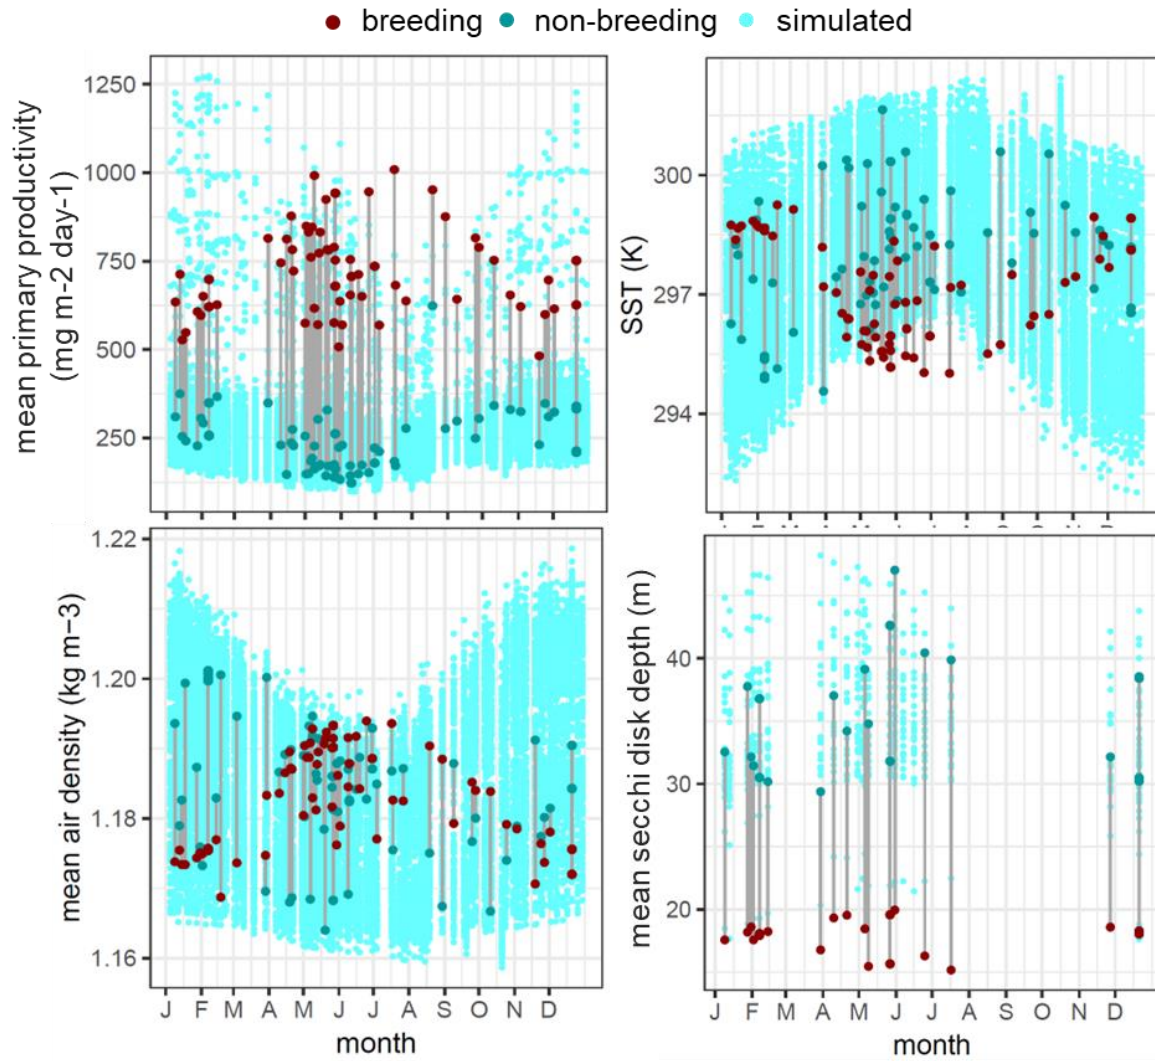 breeding non-breeding simulated
mean primary productivity
(mg m-2 day-1)
1250
1000
750
500
250
SST (K)
300
297
294
mean air density (kg m−3)
1.22
1.20
1.18
1.16
J F M A M J J A S O N D
month
mean secchi disk depth (m)
40
30
20
J F M A M J J A S O N D
month